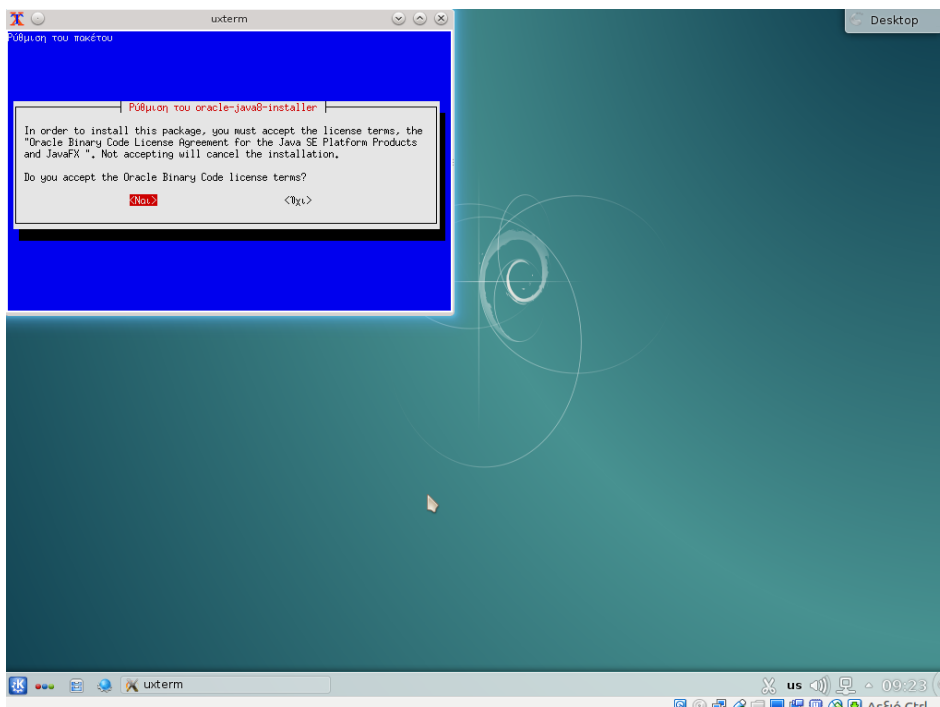 uxterm
Desktop
Ρύθμιση του πακέτου
Ρύθμιση του oracle-java8-installer
In order to install this package, you must accept the license terms, the
"Oracle Binary Code License Agreement for the Java SE Platform Products
and JavaFX ". Not accepting will cancel the installation.
Do you accept the Oracle Binary Code license terms?
<Ναι> <Όχι>
uxterm
us
09:23
Δεξιό Ctrl